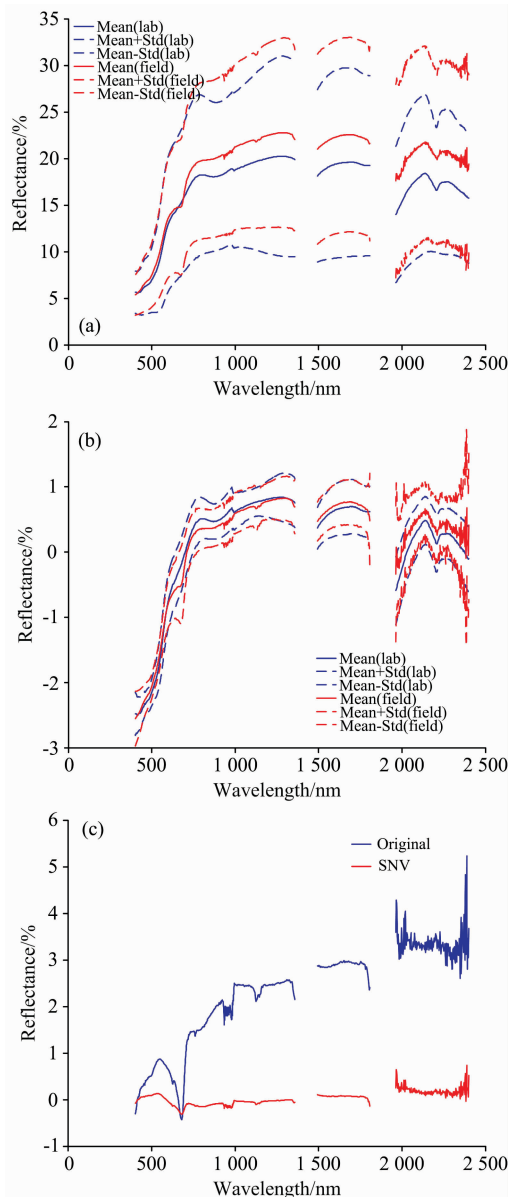 35
30
25
20
15
10
5
0
Reflectance/%
Mean(lab)
Mean+Std(lab)
Mean-Std(lab)
Mean(field)
Mean+Std(field)
Mean-Std(field)
(a)
0 500 1 000 1 500 2 000 2 500
Wavelength/nm
(b)
2
1
0
-1
-2
-3
Reflectance/%
Mean(lab)
Mean+Std(lab)
Mean-Std(lab)
Mean(field)
Mean+Std(field)
Mean-Std(field)
0 500 1 000 1 500 2 000 2 500
Wavelength/nm
(c)
6
5
4
3
2
1
0
-1
Reflectance/%
Original
SNV
0 500 1 000 1 500 2 000 2 500
Wavelength/nm